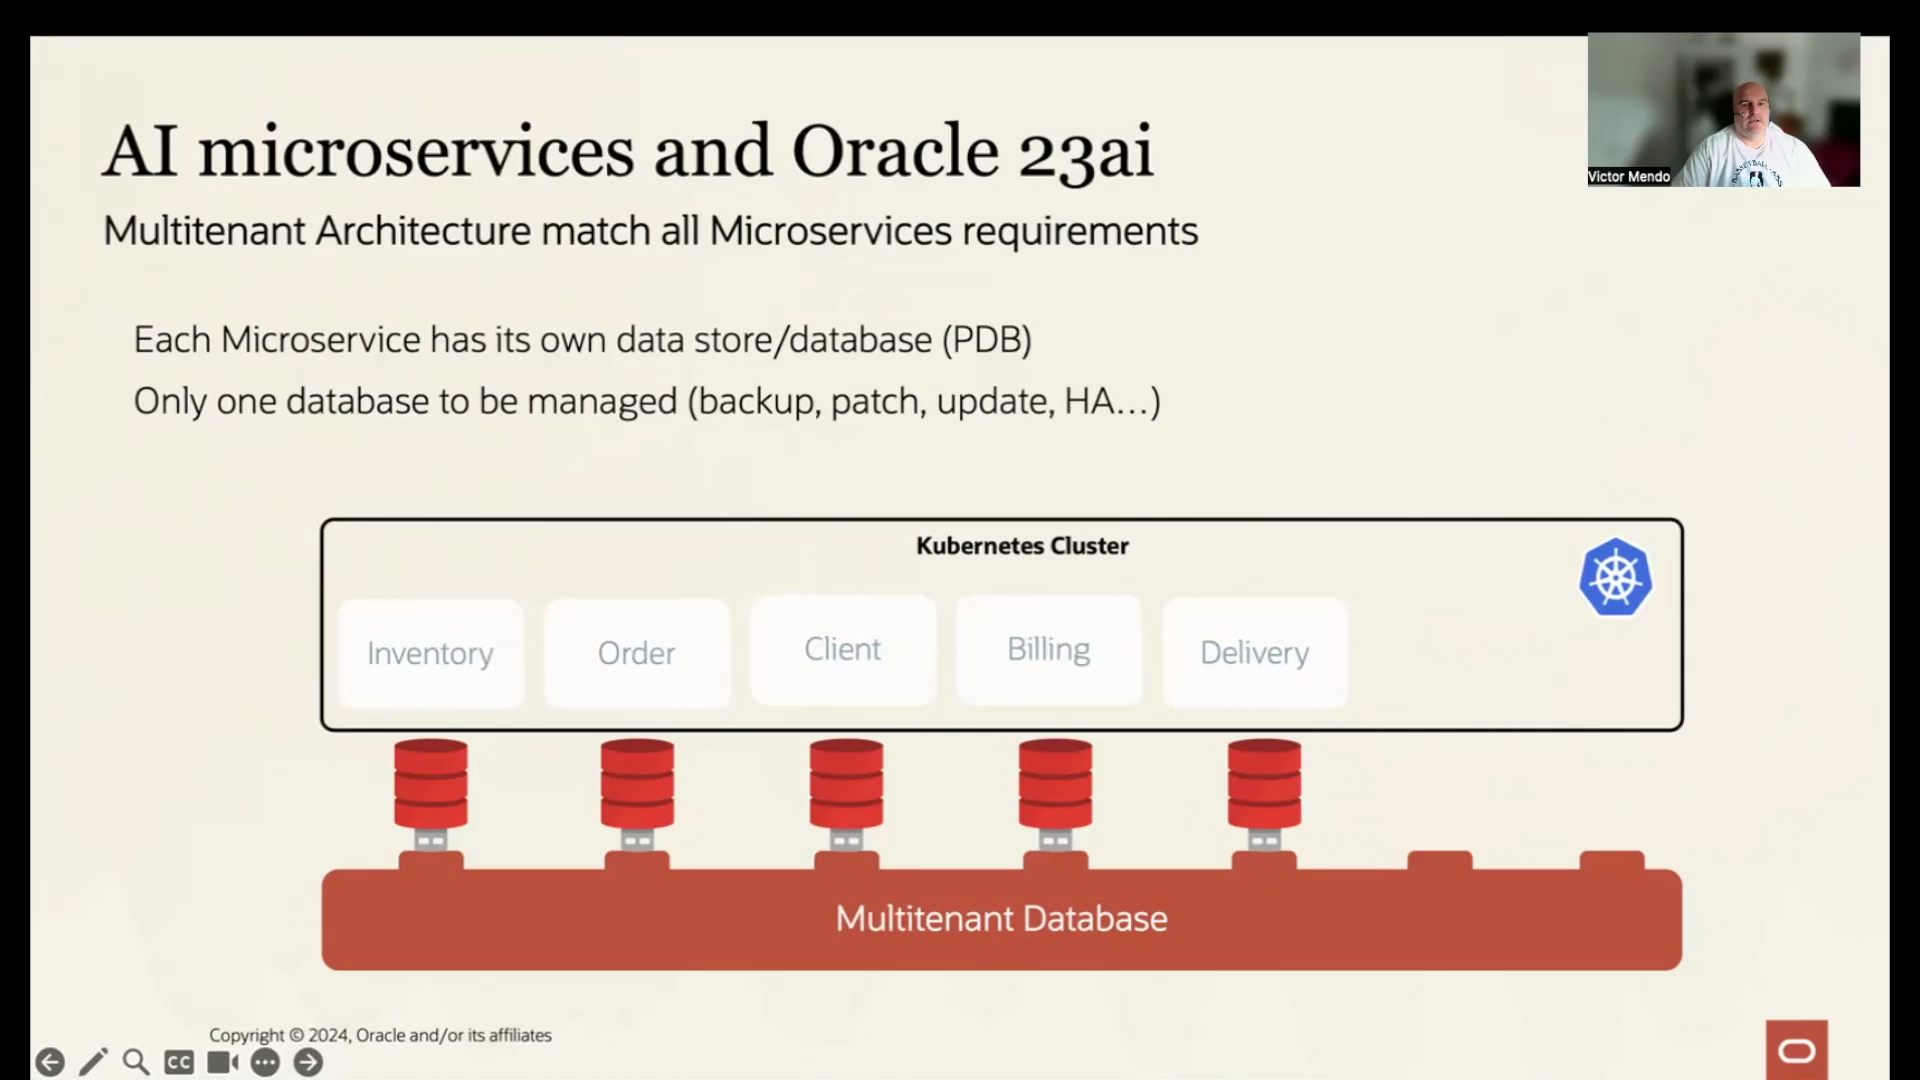 AI microservices and Oracle 23ai
Victor Mendo
Multitenant Architecture match all Microservices requirements
Each Microservice has its own data store/database (PDB)
Only one database to be managed (backup, patch, update, HA...)
Kubernetes Cluster
Inventory
Order
Client
Billing
Delivery
Multitenant Database
Copyright © 2024, Oracle and/or its affiliates
CC